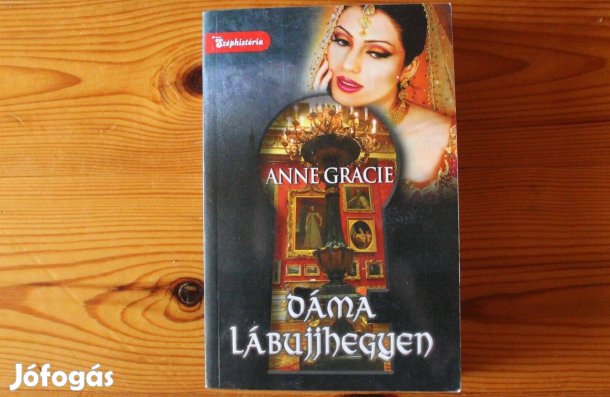 Széphistória
ANNE GRACIE
DÁMA
LÁBUJJHEGYEN
Jófogás